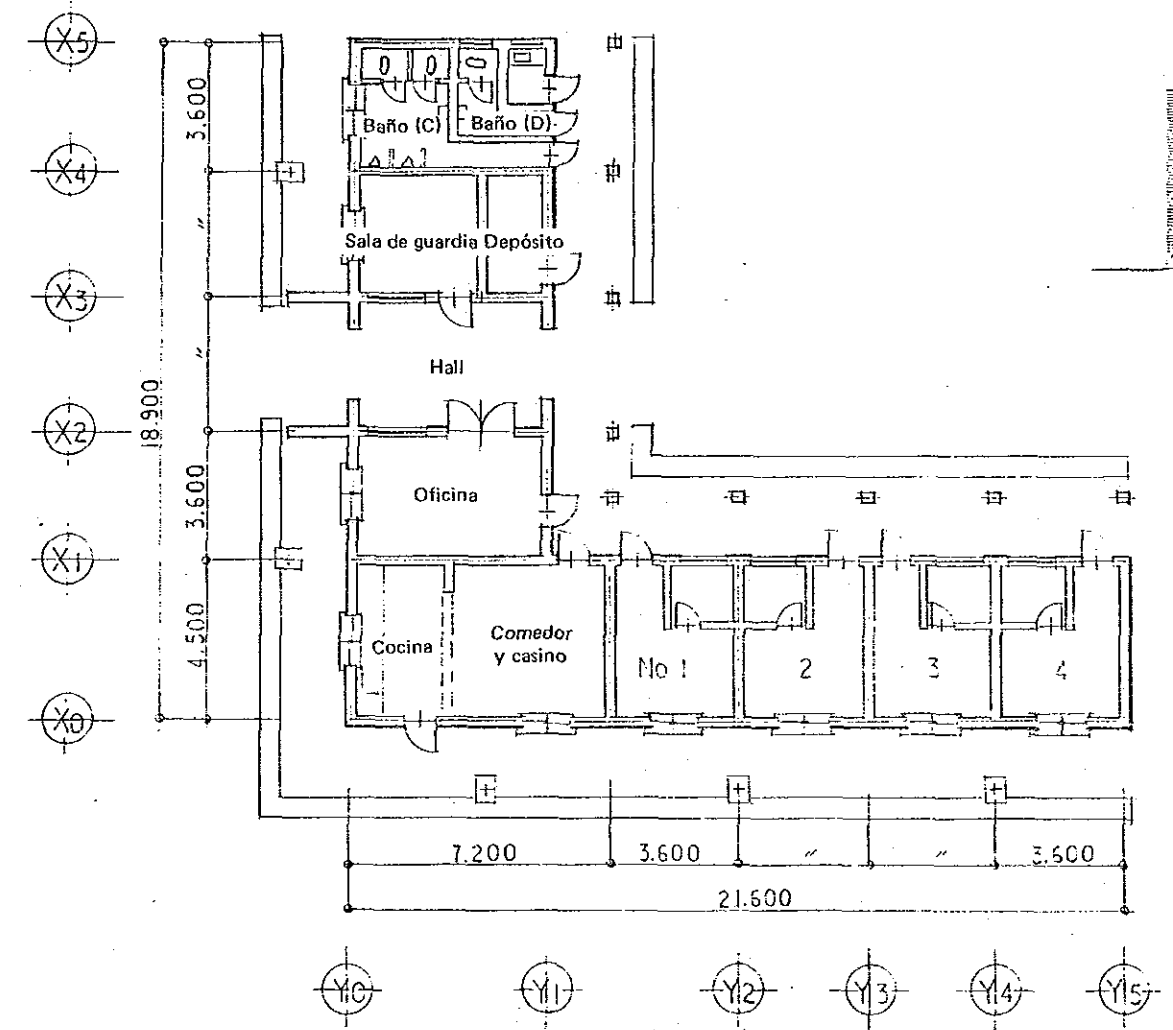 X5
3.600
Baño (C)
Baño (D)
X4
〃
Sala de guardia
Depósito
X3
〃
Hall
18.900
X2
3.600
Oficina
X1
4.500
Cocina
Comedor
y casino
No 1
2
3
4
X0
7.200
3.600
〃
〃
3.600
21.600
Y0
Y1
Y2
Y3
Y4
Y5